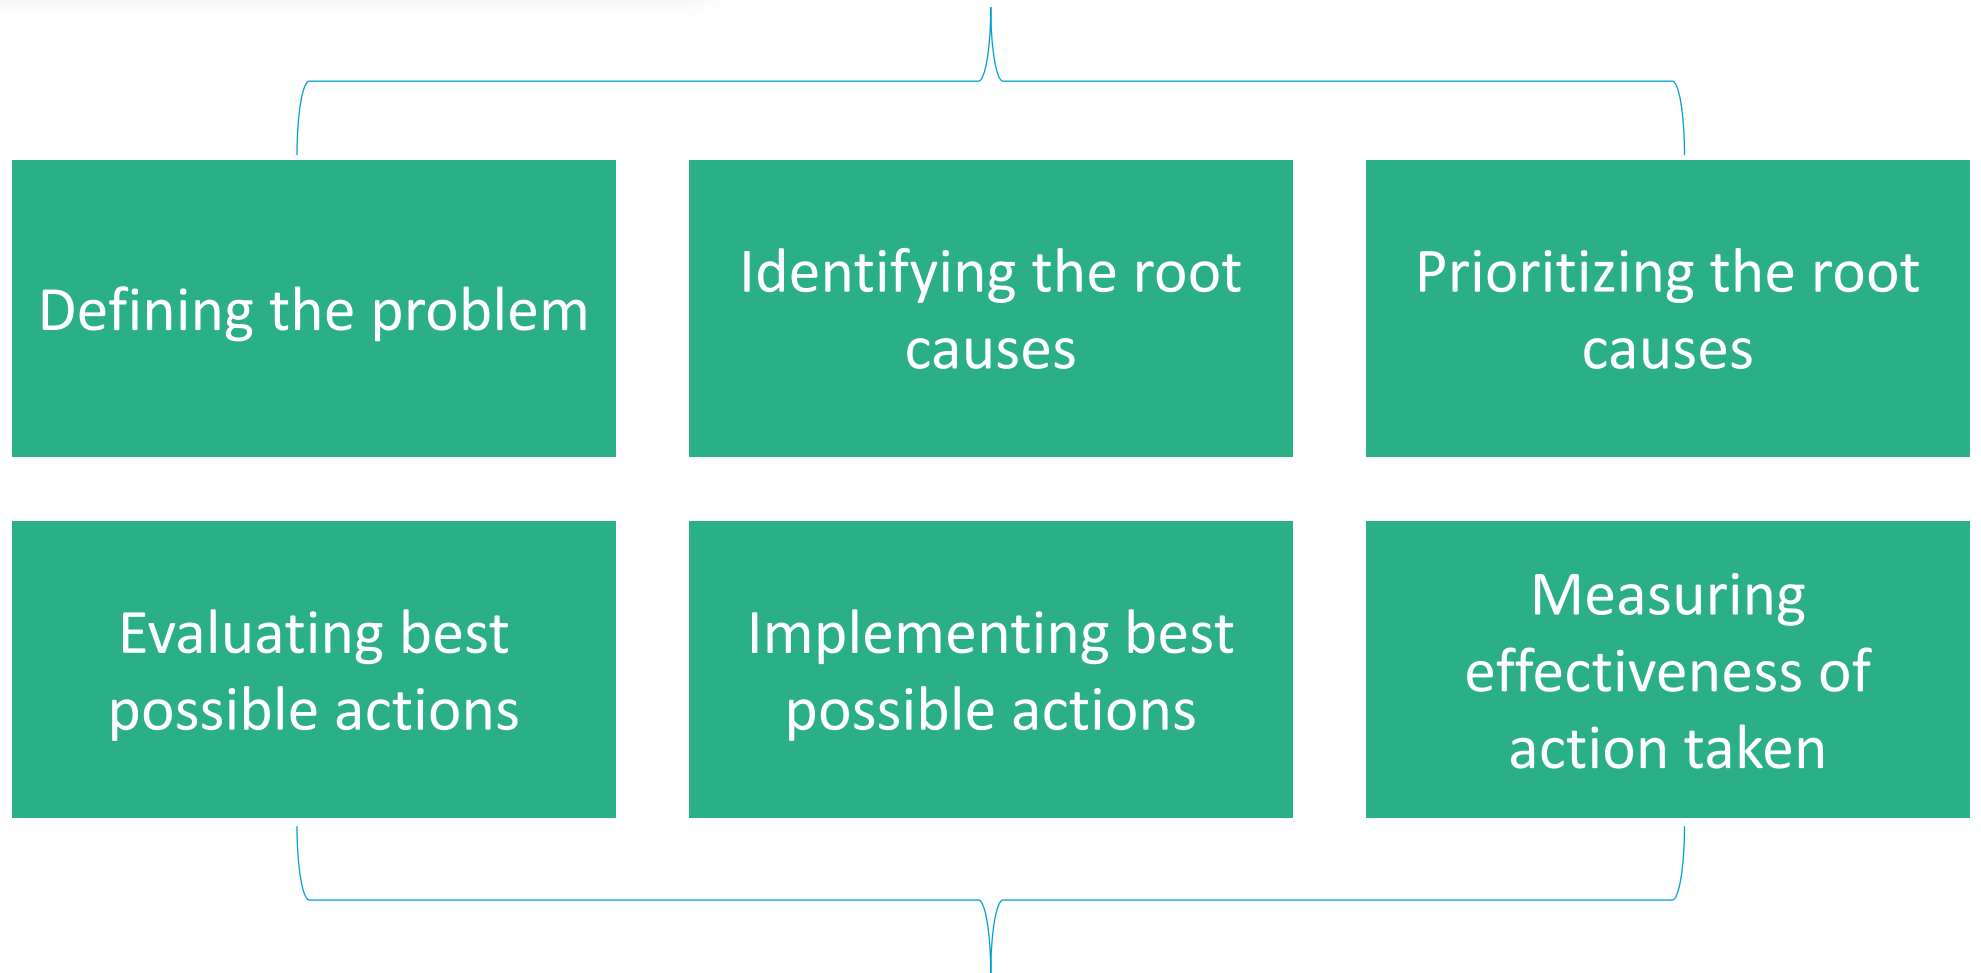 Defining the problem
Identifying the root
causes
Prioritizing the root
causes
Evaluating best
possible actions
Implementing best
possible actions
Measuring
effectiveness of
action taken